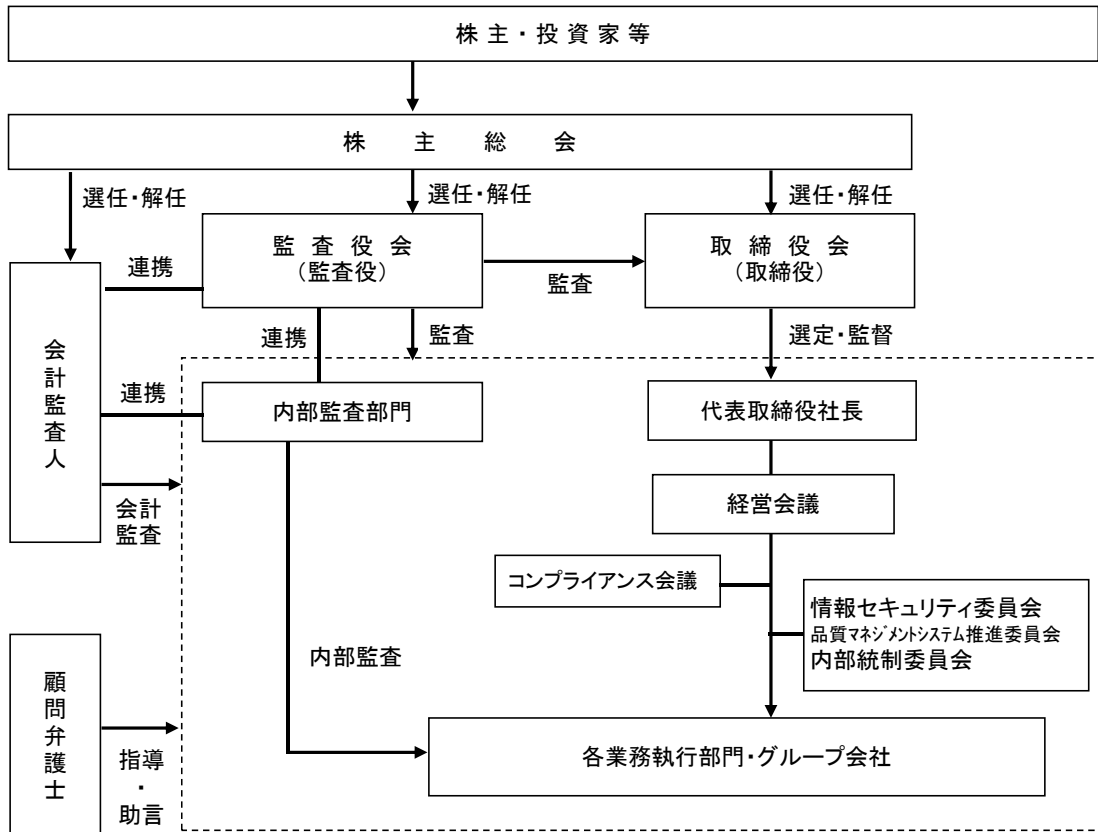 株主・投資家等
株主総会
選任・解任
選任・解任
選任・解任
監査役会
(監査役)
取締役会
(取締役)
連携
監査
会計監査人
連携
監査
選定・監督
連携
内部監査部門
代表取締役社長
会計
監査
経営会議
コンプライアンス会議
情報セキュリティ委員会
品質マネジメントシステム推進委員会
内部統制委員会
内部監査
顧問弁護士
指導
・
助言
各業務執行部門・グループ会社